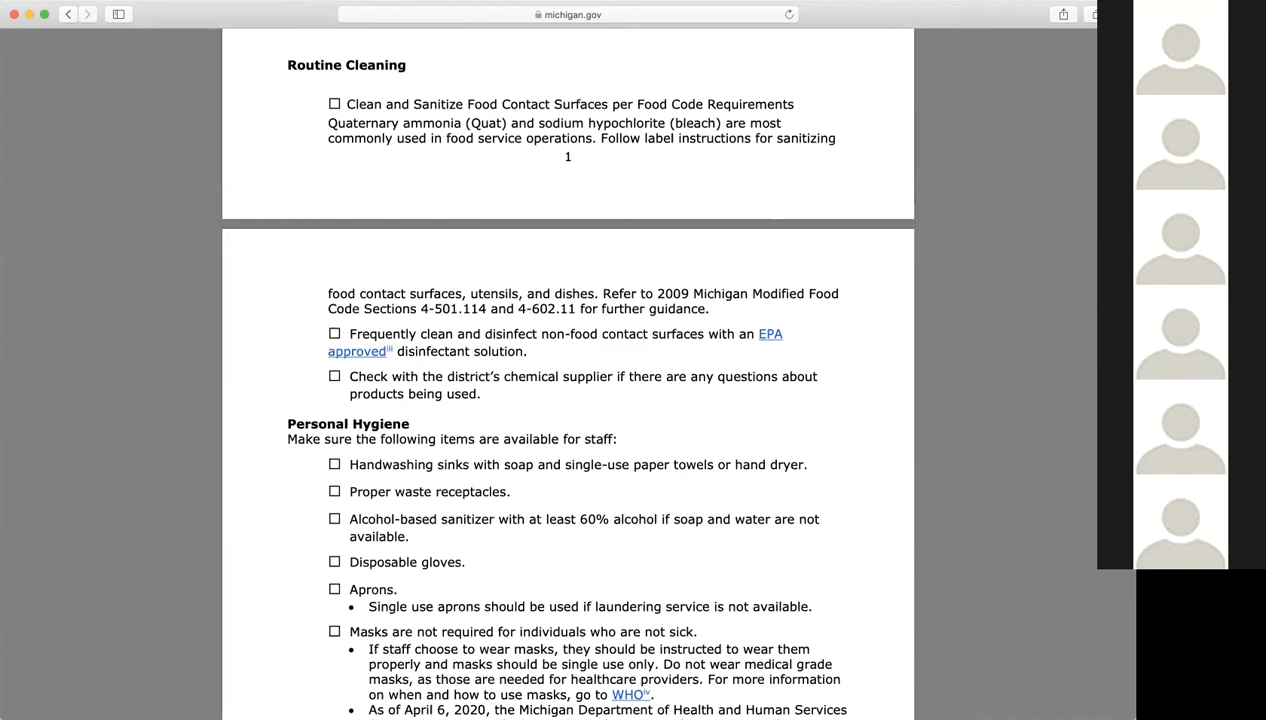 michigan.gov
Routine Cleaning
☐ Clean and Sanitize Food Contact Surfaces per Food Code Requirements
Quaternary ammonia (Quat) and sodium hypochlorite (bleach) are most
commonly used in food service operations. Follow label instructions for sanitizing
1
food contact surfaces, utensils, and dishes. Refer to 2009 Michigan Modified Food
Code Sections 4-501.114 and 4-602.11 for further guidance.
☐ Frequently clean and disinfect non-food contact surfaces with an EPA
approvediii disinfectant solution.
☐ Check with the district's chemical supplier if there are any questions about
products being used.
Personal Hygiene
Make sure the following items are available for staff:
☐ Handwashing sinks with soap and single-use paper towels or hand dryer.
☐ Proper waste receptacles.
☐ Alcohol-based sanitizer with at least 60% alcohol if soap and water are not
available.
☐ Disposable gloves.
☐ Aprons.
• Single use aprons should be used if laundering service is not available.
☐ Masks are not required for individuals who are not sick.
• If staff choose to wear masks, they should be instructed to wear them
properly and masks should be single use only. Do not wear medical grade
masks, as those are needed for healthcare providers. For more information
on when and how to use masks, go to WHOiv.
• As of April 6, 2020, the Michigan Department of Health and Human Services